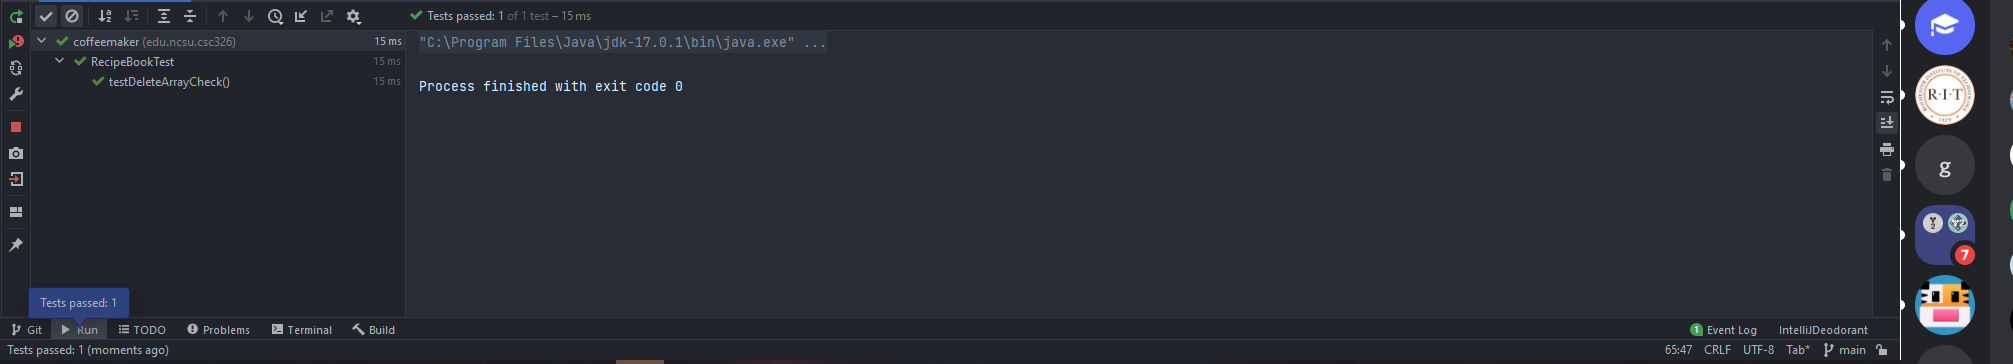 Tests passed: 1 of 1 test – 15 ms
coffeemaker (edu.ncsu.csc326) 15 ms
RecipeBookTest 15 ms
testDeleteArrayCheck() 15 ms
"C:\Program Files\Java\jdk-17.0.1\bin\java.exe" ...
Process finished with exit code 0
R·I·T
g
7
Tests passed: 1
Git Run TODO Problems Terminal Build
1 Event Log IntelliJDeodorant
Tests passed: 1 (moments ago)
65:47 CRLF UTF-8 Tab* main